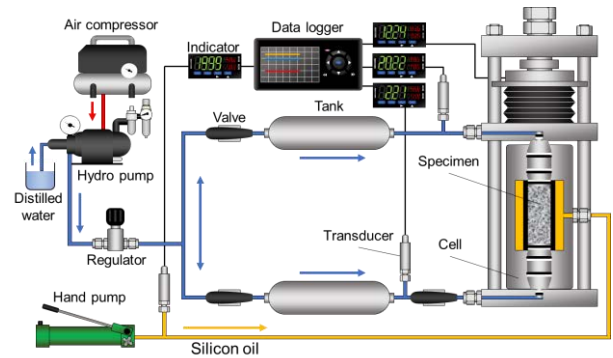 Air compressor
Data logger
Indicator
1999
1224
2022
221
Valve
Tank
Hydro pump
Distilled
water
Specimen
Regulator
Transducer
Cell
Hand pump
Silicon oil